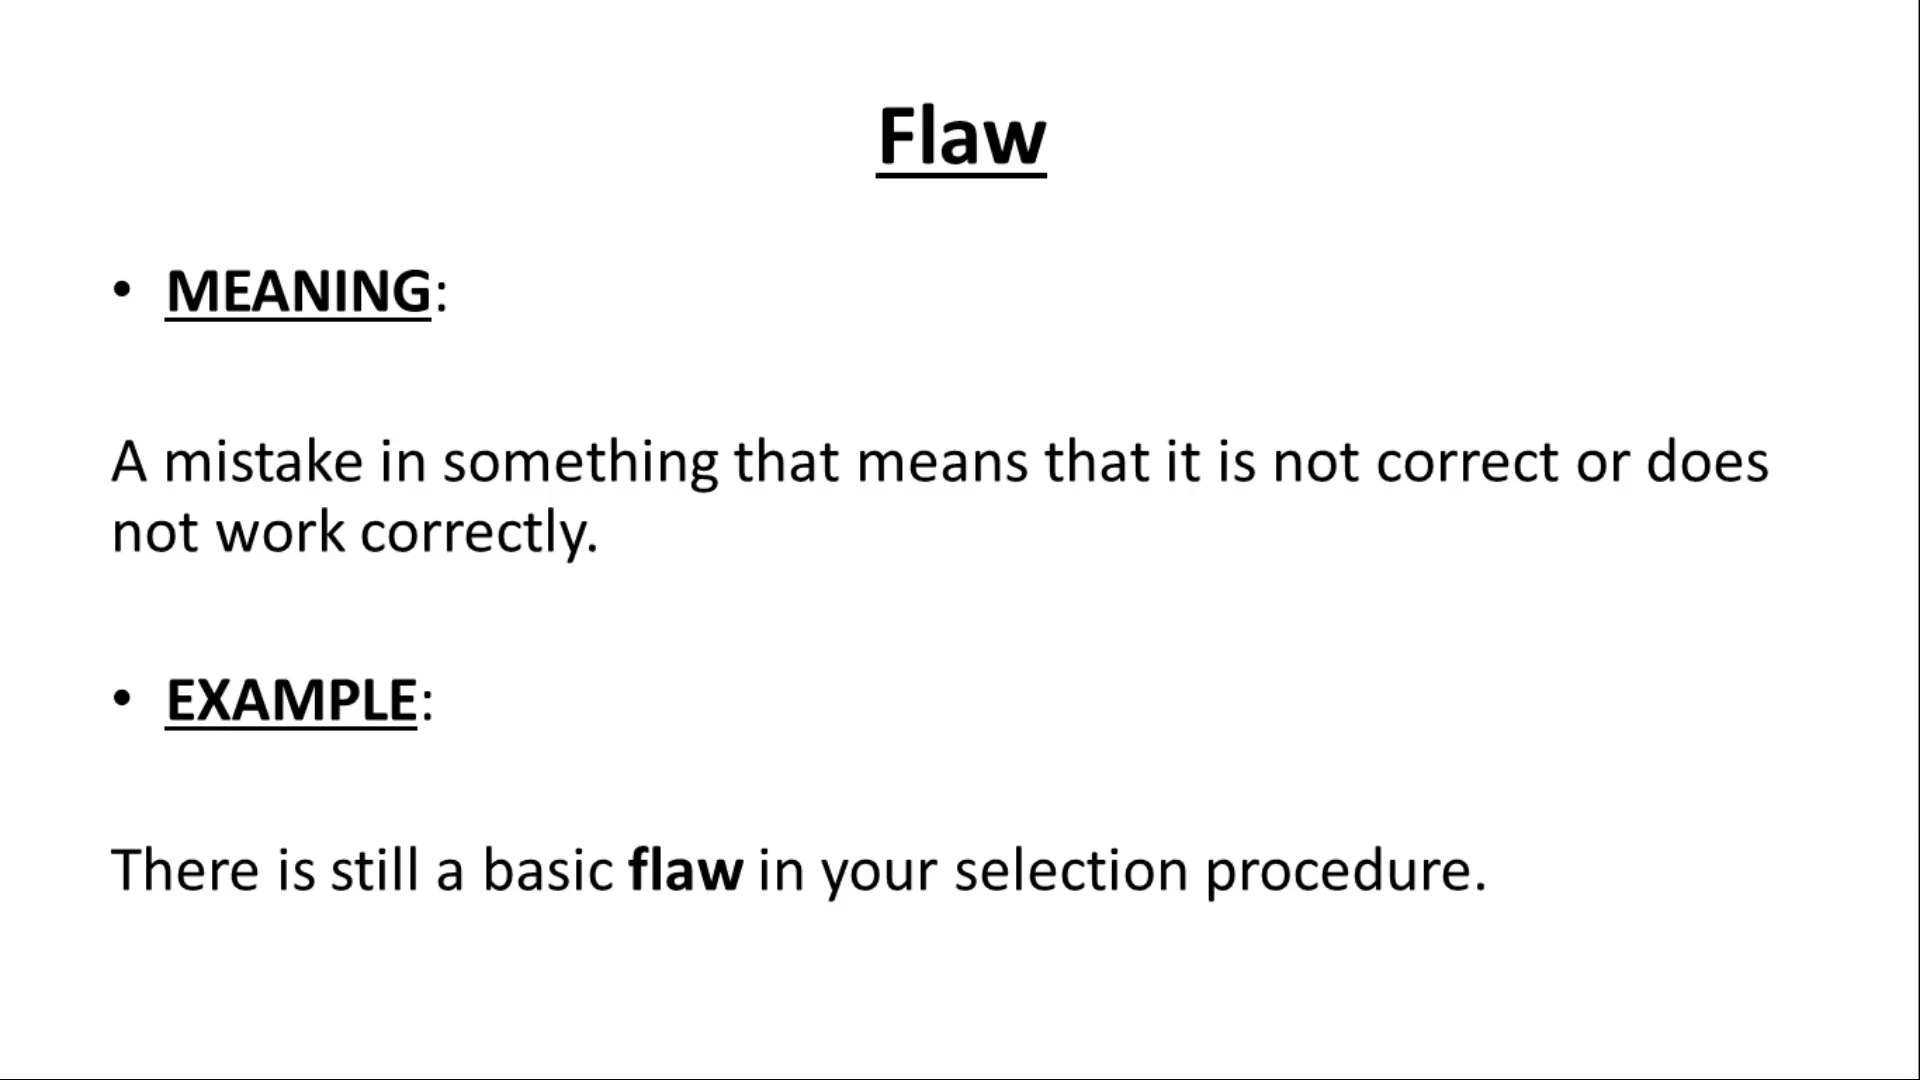 Flaw
• MEANING:
A mistake in something that means that it is not correct or does
not work correctly.
• EXAMPLE:
There is still a basic flaw in your selection procedure.